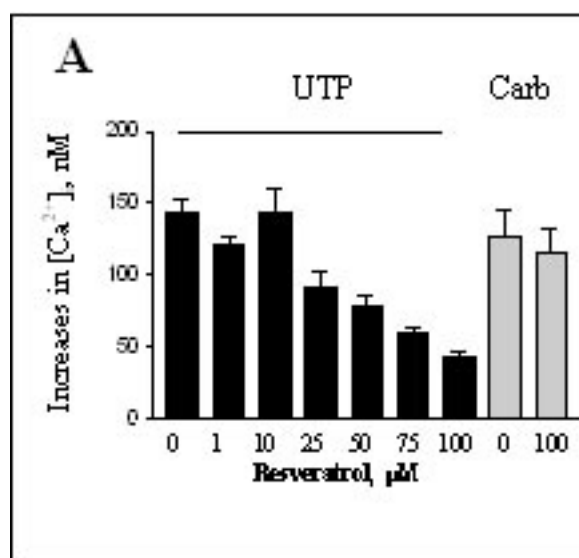 A
UTP Carb
Increases in [Ca²⁺], nM
200
150
100
50
0
0 1 10 25 50 75 100 0 100
Resveratrol, µM